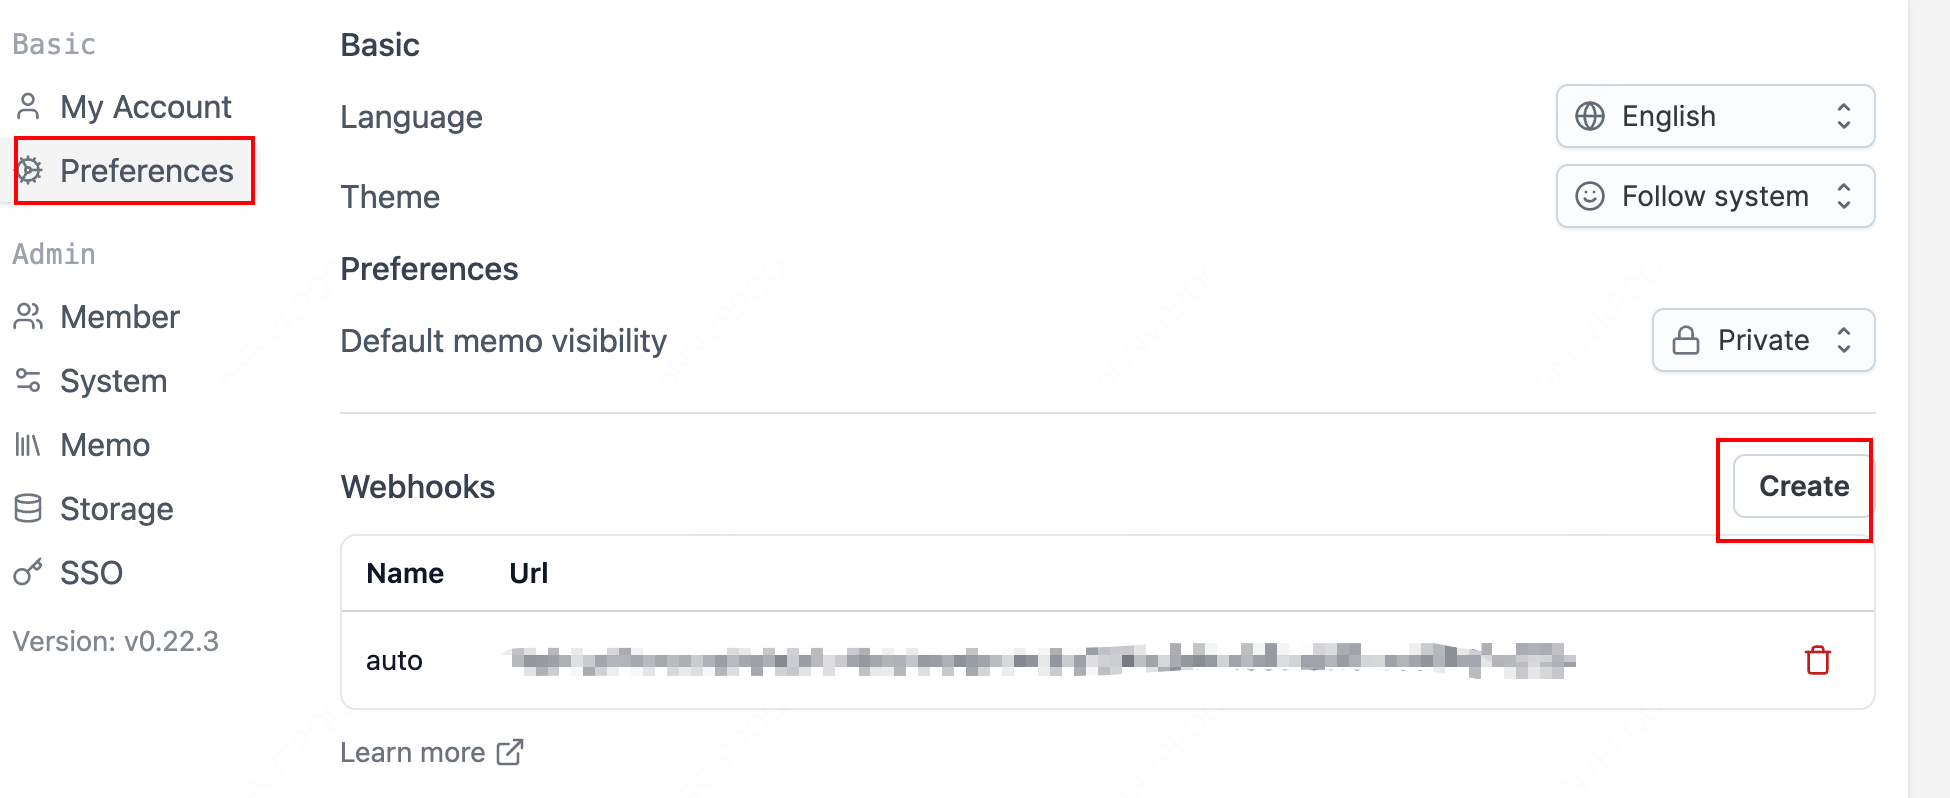 Basic
My Account
Preferences
Admin
Member
System
Memo
Storage
SSO
Version: v0.22.3
Basic
Language
English
Theme
Follow system
Preferences
Default memo visibility
Private
Webhooks
Create
Name Url
auto
Learn more